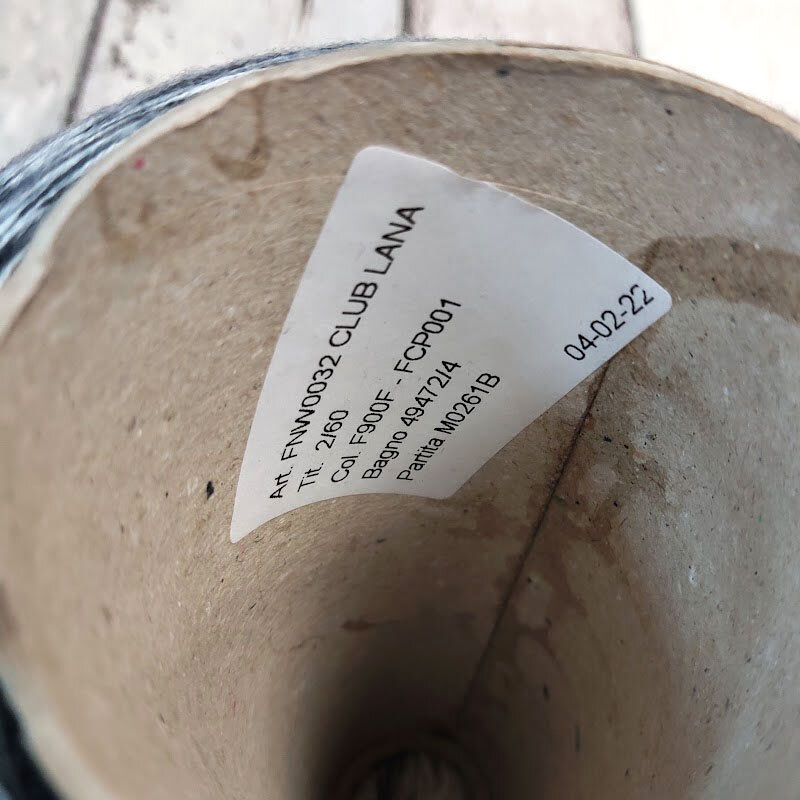 Art. FNW0032 CLUB LANA
Tit. 2/60
Col. F900F - FCP001
Bagno 49472/4
Partita M0261B
04-02-22